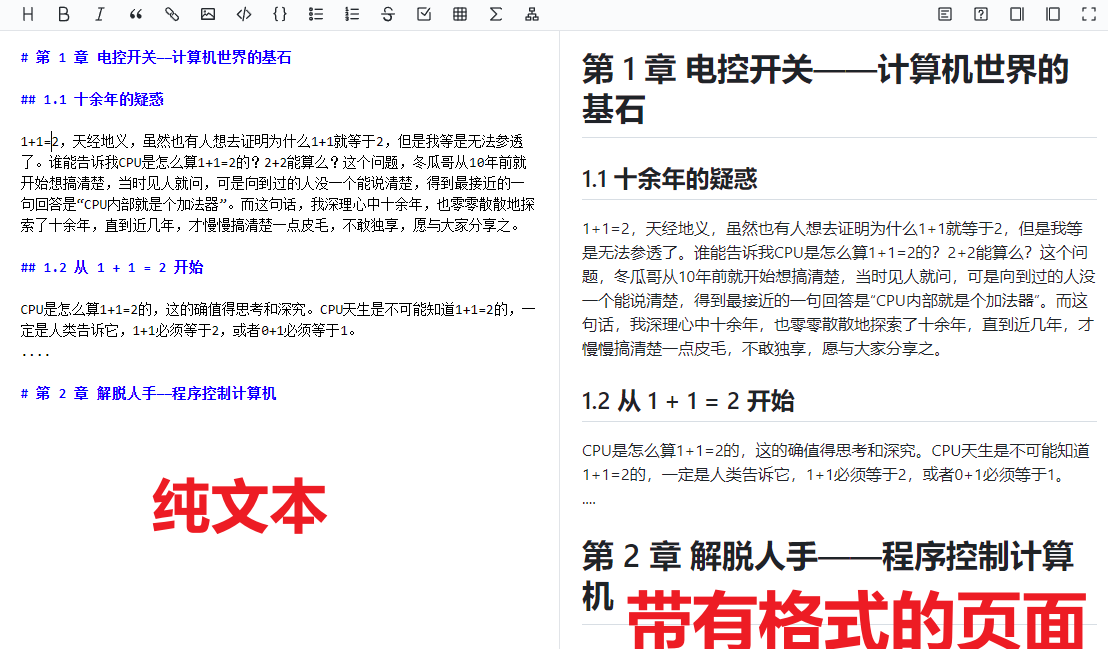 # 第 1 章 电控开关——计算机世界的基石
## 1.1 十余年的疑惑
1+1=2，天经地义，虽然也有人想去证明为什么1+1就等于2，但是我等是无法参透
了。谁能告诉我CPU是怎么算1+1=2的？2+2能算么？这个问题，冬瓜哥从10年前就
开始想搞清楚，当时见人就问，可是向到过的人没一个能说清楚，得到最接近的一
句回答是“CPU内部就是个加法器”。而这句话，我深理心中十余年，也零零散散地探
索了十余年，直到近几年，才慢慢搞清楚一点皮毛，不敢独享，愿与大家分享之。
## 1.2 从 1 + 1 = 2 开始
CPU是怎么算1+1=2的，这的确值得思考和深究。CPU天生是不可能知道1+1=2的，一
定是人类告诉它，1+1必须等于2，或者0+1必须等于1。
....
# 第 2 章 解脱人手——程序控制计算机
纯文本
第 1 章 电控开关——计算机世界的
基石
1.1 十余年的疑惑
1+1=2，天经地义，虽然也有人想去证明为什么1+1就等于2，但是我等
是无法参透了。谁能告诉我CPU是怎么算1+1=2的？2+2能算么？这个问
题，冬瓜哥从10年前就开始想搞清楚，当时见人就问，可是向到过的人没
一个能说清楚，得到最接近的一句回答是“CPU内部就是个加法器”。而这
句话，我深理心中十余年，也零零散散地探索了十余年，直到近几年，才
慢慢搞清楚一点皮毛，不敢独享，愿与大家分享之。
1.2 从 1 + 1 = 2 开始
CPU是怎么算1+1=2的，这的确值得思考和深究。CPU天生是不可能知道
1+1=2的，一定是人类告诉它，1+1必须等于2，或者0+1必须等于1。
....
第 2 章 解脱人手——程序控制计算
机
带有格式的页面